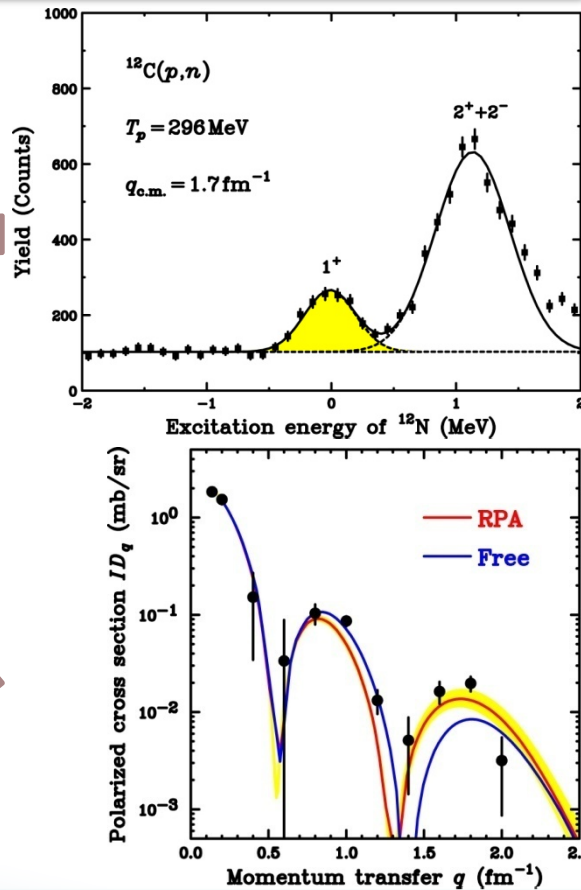 1000
800
600
400
200
0
Yield (Counts)
¹²C(p,n)
T_p = 296 MeV
q_c.m. = 1.7 fm⁻¹
1⁺
2⁺+2⁻
-2
-1
0
1
2
Excitation energy of ¹²N (MeV)
Polarized cross section ID_q (mb/sr)
10⁰
10⁻¹
10⁻²
10⁻³
RPA
Free
0.0
0.5
1.0
1.5
2.0
2.5
Momentum transfer q (fm⁻¹)